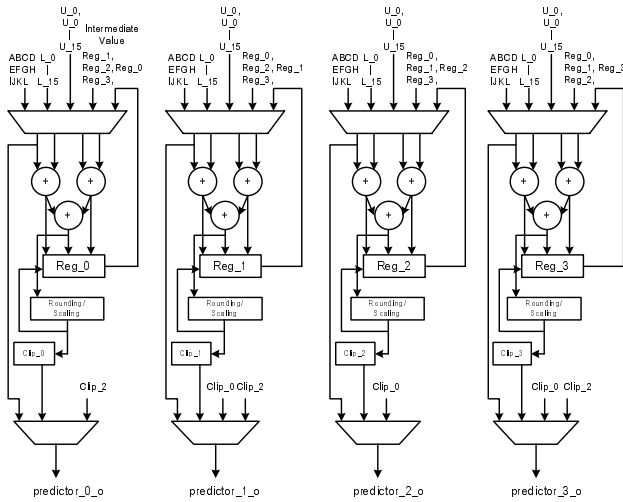 U_0,
U_0
|
U_15
Intermediate
Value
ABCD L_0
EFGH |
IJKL L_15
Reg_1,
Reg_2, Reg_0
Reg_3,
+
+
+
Reg_0
Rounding/
Scaling
Clip_0
Clip_2
predictor_0_o
U_0,
U_0
|
U_15
ABCD L_0
EFGH |
IJKL L_15
Reg_0,
Reg_2, Reg_1
Reg_3,
+
+
+
Reg_1
Rounding/
Scaling
Clip_1
Clip_0 Clip_2
predictor_1_o
U_0,
U_0
|
U_15
ABCD L_0
EFGH |
IJKL L_15
Reg_0,
Reg_1, Reg_2
Reg_3,
+
+
+
Reg_2
Rounding/
Scaling
Clip_2
Clip_0
predictor_2_o
U_0,
U_0
|
U_15
ABCD L_0
EFGH |
IJKL L_15
Reg_0,
Reg_1, Reg_3
Reg_2,
+
+
+
Reg_3
Rounding/
Scaling
Clip_3
Clip_0 Clip_2
predictor_3_o